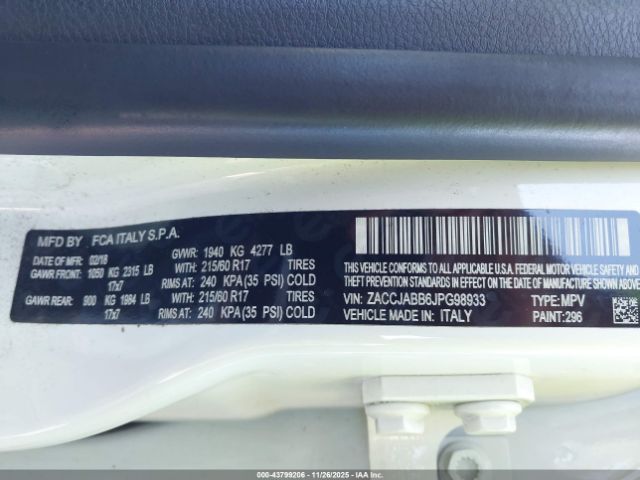 MFD BY FCA ITALY S.P.A.
DATE OF MFR: 02/18 GVWR: 1940 KG 4277 LB
GAWR FRONT: 1050 KG 2315 LB WITH: 215/60 R17 TIRES
17x7 RIMS AT: 240 KPA(35 PSI) COLD
GAWR REAR: 900 KG 1984 LB WITH: 215/60 R17 TIRES
17x7 RIMS AT: 240 KPA(35 PSI) COLD
THIS VEHICLE CONFORMS TO ALL APPLICABLE U.S.A. FEDERAL MOTOR VEHICLE SAFETY, BUMPER, AND
THEFT PREVENTION STANDARDS IN EFFECT ON THE DATE OF MANUFACTURE SHOWN ABOVE
VIN: ZACCJABB6JPG98933 TYPE: MPV
VEHICLE MADE IN: ITALY PAINT: 296
000-43799206 - 11/26/2025 - IAAI.COM